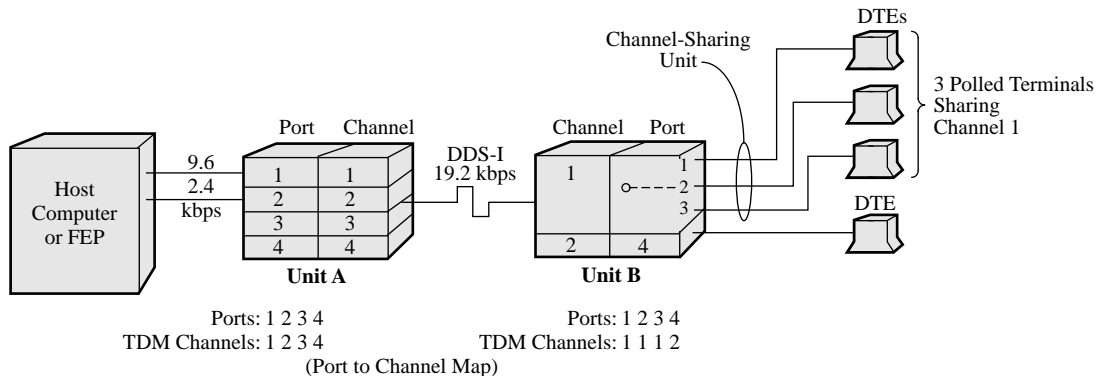 DTEs
Channel-Sharing
Unit
3 Polled Terminals
Sharing
Channel 1
Port Channel
Channel Port
DDS-I
19.2 kbps
9.6
2.4
kbps
Host
Computer
or FEP
1 1
2 2
3 3
4 4
1
1
2
3
2 4
DTE
Unit A
Unit B
Ports: 1 2 3 4
TDM Channels: 1 2 3 4
Ports: 1 2 3 4
TDM Channels: 1 1 1 2
(Port to Channel Map)